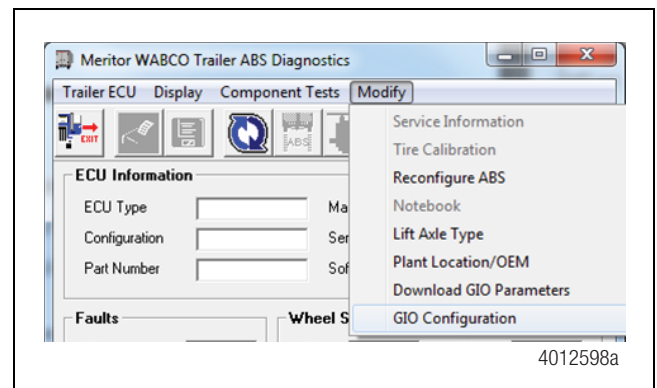 Meritor WABCO Trailer ABS Diagnostics
Trailer ECU Display Component Tests Modify
EXIT ABS
Service Information
Tire Calibration
Reconfigure ABS
Notebook
Lift Axle Type
Plant Location/OEM
Download GIO Parameters
GIO Configuration
ECU Information
ECU Type Ma
Configuration Ser
Part Number Sof
Faults Wheel S
4012598a